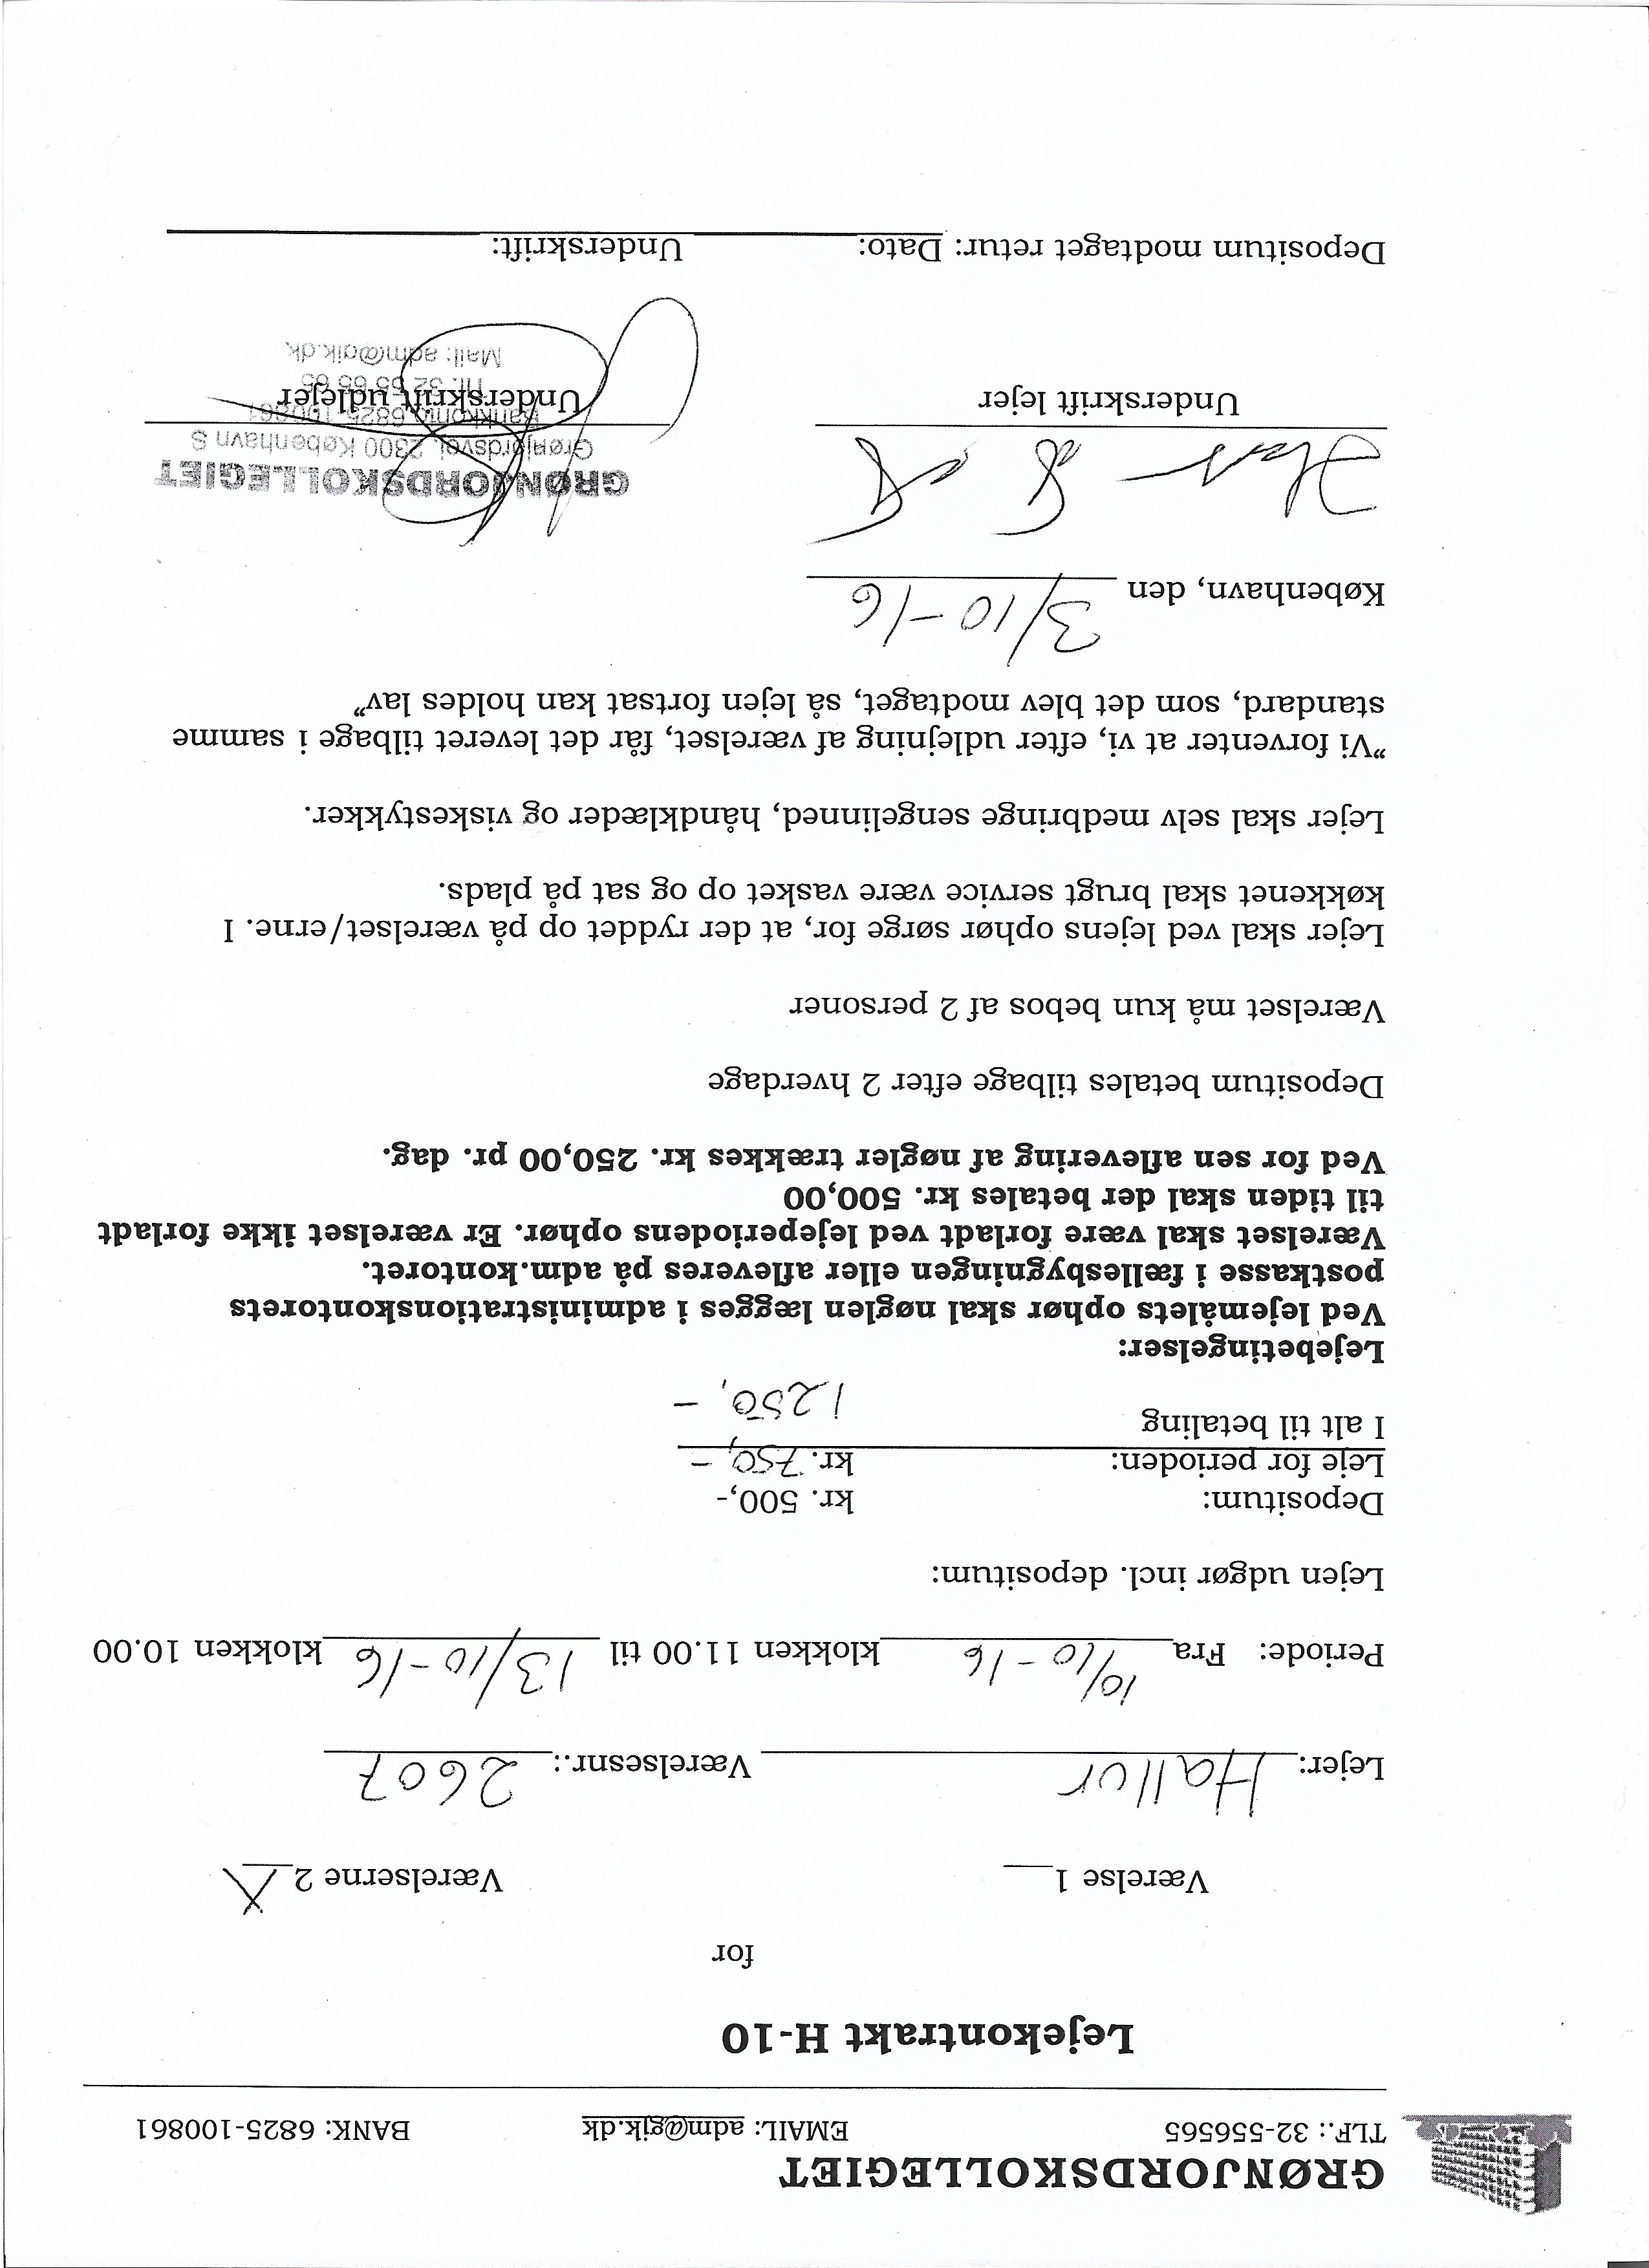 GRØNJORDSKOLLEGIET
TLF.: 32-556565 EMAIL: adm@gjk.dk BANK: 6825-100861
Lejekontrakt H-10
for
Værelse 1___ Værelserne 2 X
Lejer: Hallur Værelsesnr.: 2607
Periode: Fra 10/10-16 klokken 11.00 til 13/10-16 klokken 10.00
Lejen udgør incl. depositum:
Depositum: kr. 500,-
Leje for perioden: kr. 750,-
I alt til betaling 1250,-
Lejebetingelser:
Ved lejemålets ophør skal nøglen lægges i administrationskontorets
postkasse i fællesbygningen eller afleveres på adm.kontoret.
Værelset skal være forladt ved lejeperiodens ophør. Er værelset ikke forladt
til tiden skal der betales kr. 500,00
Ved for sen aflevering af nøgler trækkes kr. 250,00 pr. dag.
Depositum betales tilbage efter 2 hverdage
Værelset må kun bebos af 2 personer
Lejer skal ved lejens ophør sørge for, at der ryddet op på værelset/erne. I
køkkenet skal brugt service være vasket op og sat på plads.
Lejer skal selv medbringe sengelinned, håndklæder og viskestykker.
”Vi forventer at vi, efter udlejning af værelset, får det leveret tilbage i samme
standard, som det blev modtaget, så lejen fortsat kan holdes lav”
København, den 3/10-16
GRØNJORDSKOLLEGIET
Grønjordsvej, 2300 København S
Bankkonto 6825-100861
Underskrift lejer Underskrift udlejer
Tlf. 32 55 65 65
Mail: adm@gjk.dk
Depositum modtaget retur: Dato:__________ Underskrift: __________